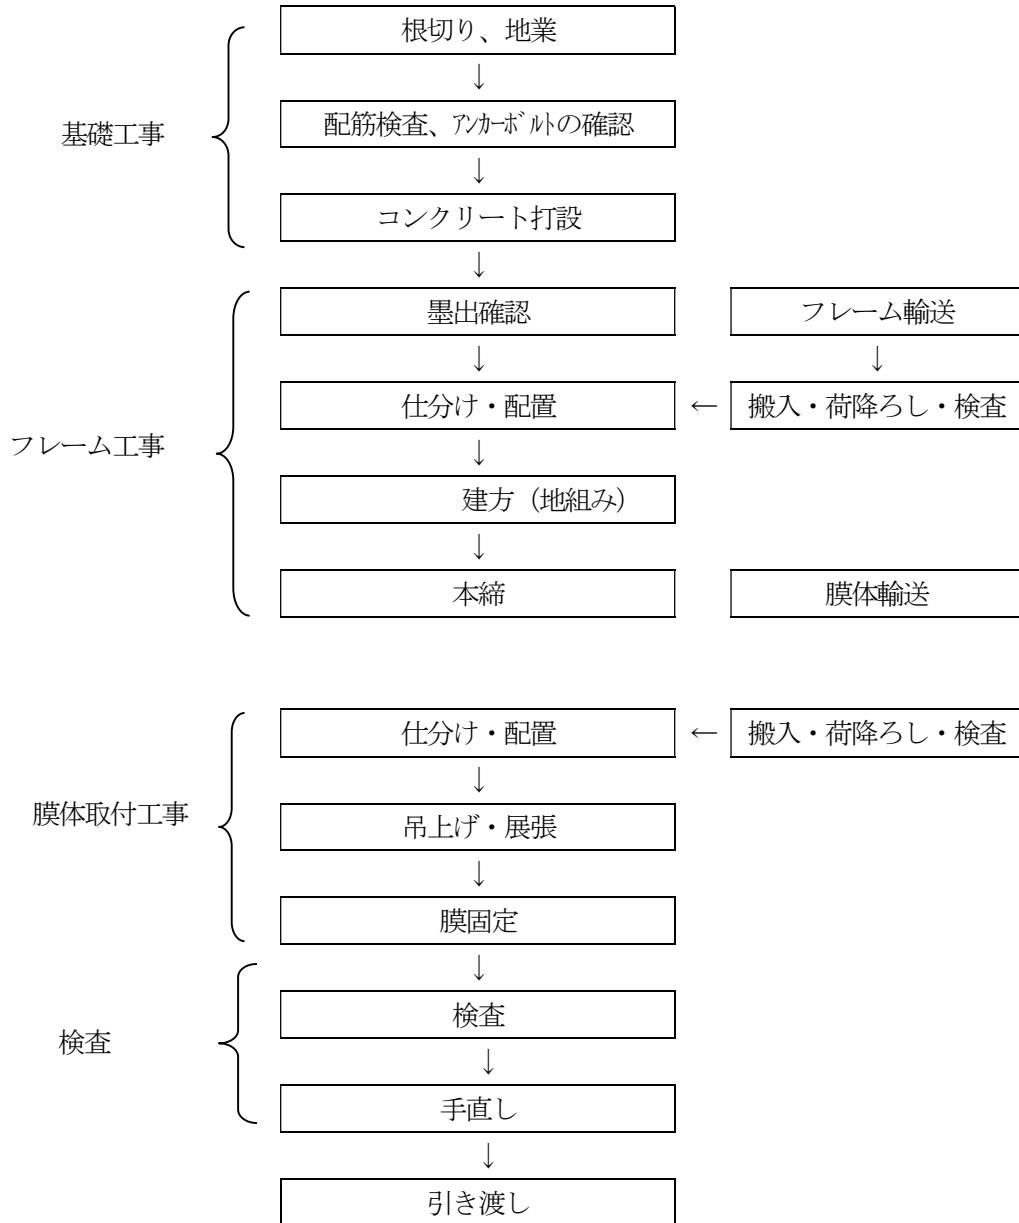 根切り、地業
↓
基礎工事
配筋検査、ｱﾝｶｰﾎﾞﾙﾄの確認
↓
コンクリート打設
↓
墨出確認
フレーム輸送
↓
↓
仕分け・配置
←
搬入・荷降ろし・検査
フレーム工事
↓
建方（地組み）
↓
本締
膜体輸送
仕分け・配置
←
搬入・荷降ろし・検査
↓
膜体取付工事
吊上げ・展張
↓
膜固定
↓
検査
検査
↓
手直し
↓
引き渡し